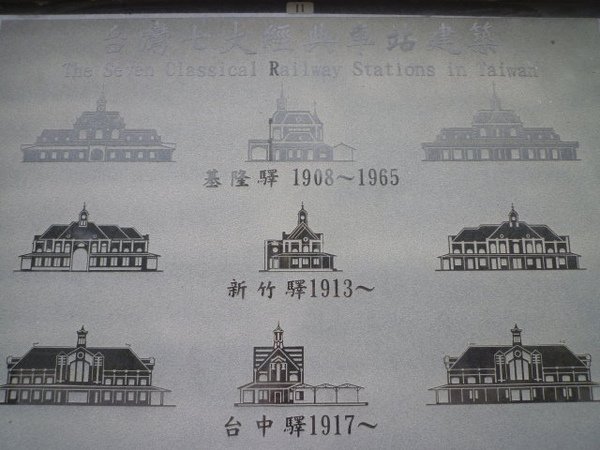 11
台灣七大經典車站建築
The Seven Classical Railway Stations in Taiwan
基隆驛 1908～1965
新竹驛1913～
台中驛1917～